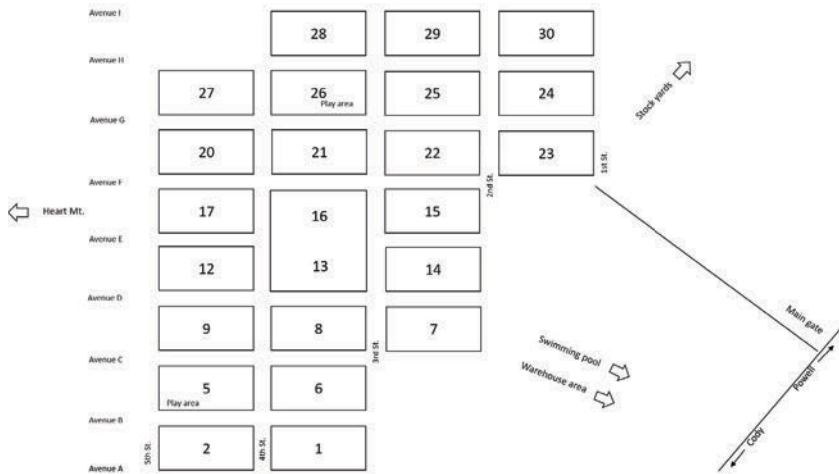 Avenue I
28 29 30
Avenue H
27 26 25 24
Play area
Stock yards
Avenue G
20 21 22 23
1st St.
Avenue F
2nd St.
17 16 15
Heart Mt.
Avenue E
12 13 14
Avenue D
9 8 7
Main gate
3rd St.
Swimming pool
Avenue C
Warehouse area
Powell
5 6
Play area
Avenue B
Cody
5th St.
2
4th St.
1
Avenue A